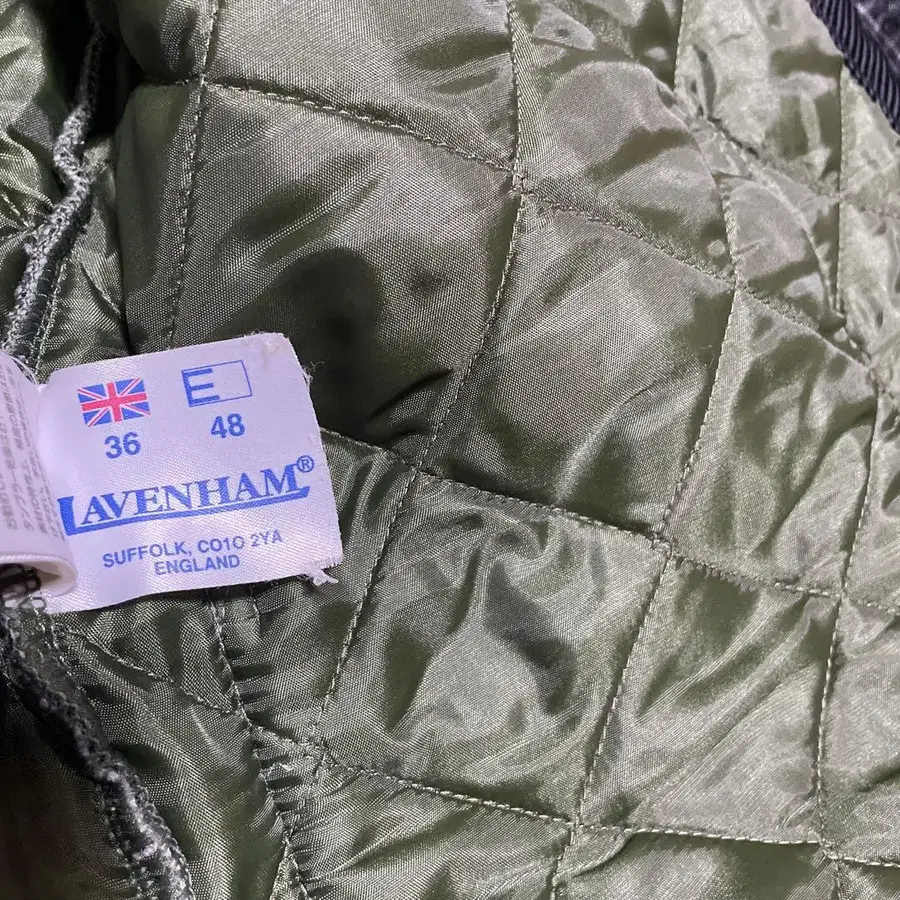 E
36
48
LAVENHAM®
SUFFOLK, CO10 2YA
ENGLAND